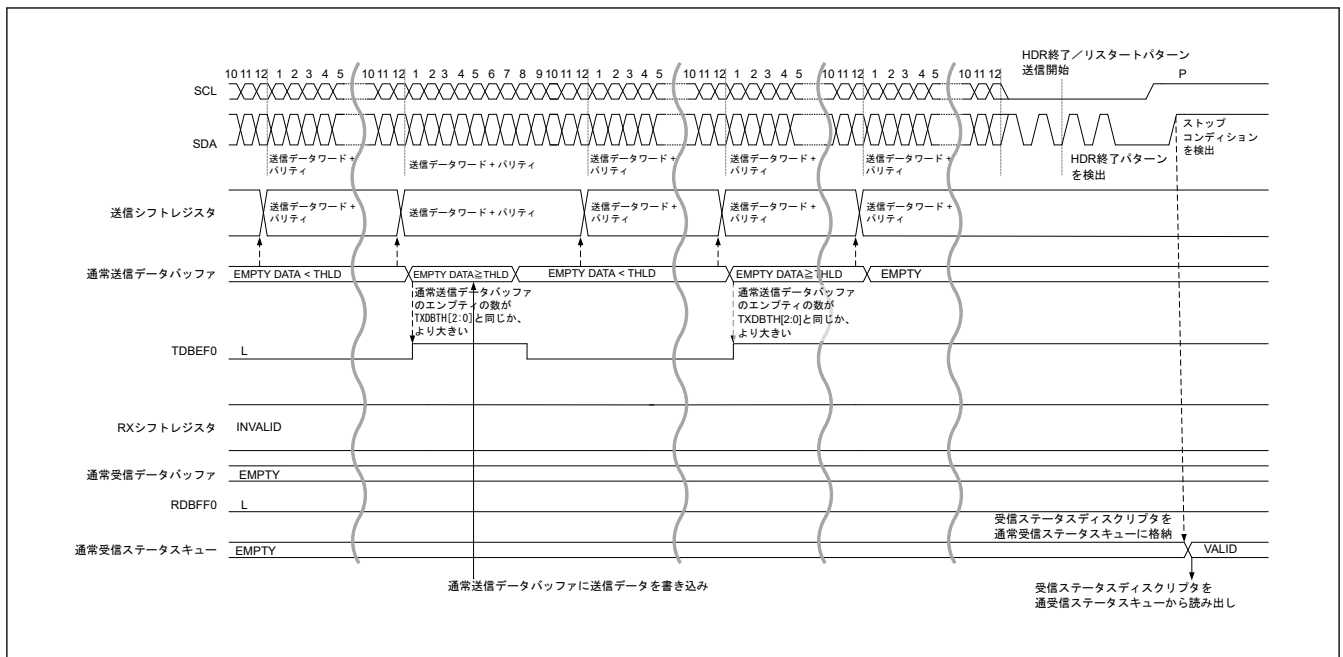 HDR終了／リスタートパターン
送信開始
10 11 12 1 2 3 4 5 10 11 12 1 2 3 4 5 6 7 8 9 10 11 12 1 2 3 4 5 10 11 12 1 2 3 4 5 10 11 12 1 2 3 4 5 10 11 12 P
SCL
SDA
ストップ
コンディション
を検出
送信データワード +
パリティ
送信データワード + パリティ
送信データワード +
パリティ
送信データワード +
パリティ
送信データワード +
パリティ
HDR終了パターン
を検出
送信シフトレジスタ
送信データワード +
パリティ
送信データワード + パリティ
送信データワード +
パリティ
送信データワード +
パリティ
送信データワード +
パリティ
通常送信データバッファ EMPTY DATA < THLD EMPTY DATA≧THLD EMPTY DATA < THLD EMPTY DATA≧THLD EMPTY
通常送信データバッファ
のエンプティの数が
TXDBTH[2:0]と同じか、
より大きい
通常送信データバッファ
のエンプティの数が
TXDBTH[2:0]と同じか、
より大きい
TDBEF0 L
RXシフトレジスタ INVALID
通常受信データバッファ EMPTY
RDBFF0 L
受信ステータスディスクリプタを
通常受信ステータスキューに格納
通常受信ステータスキュー EMPTY VALID
通常送信データバッファに送信データを書き込み
受信ステータスディスクリプタを
通受信ステータスキューから読み出し